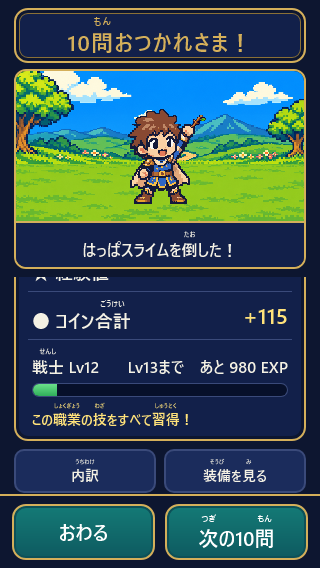 10問おつかれさま！
はっぱスライムを倒した！
コイン合計 +115
戦士 Lv12 Lv13まで あと 980 EXP
この職業の技をすべて習得！
内訳 装備を見る
おわる 次の10問